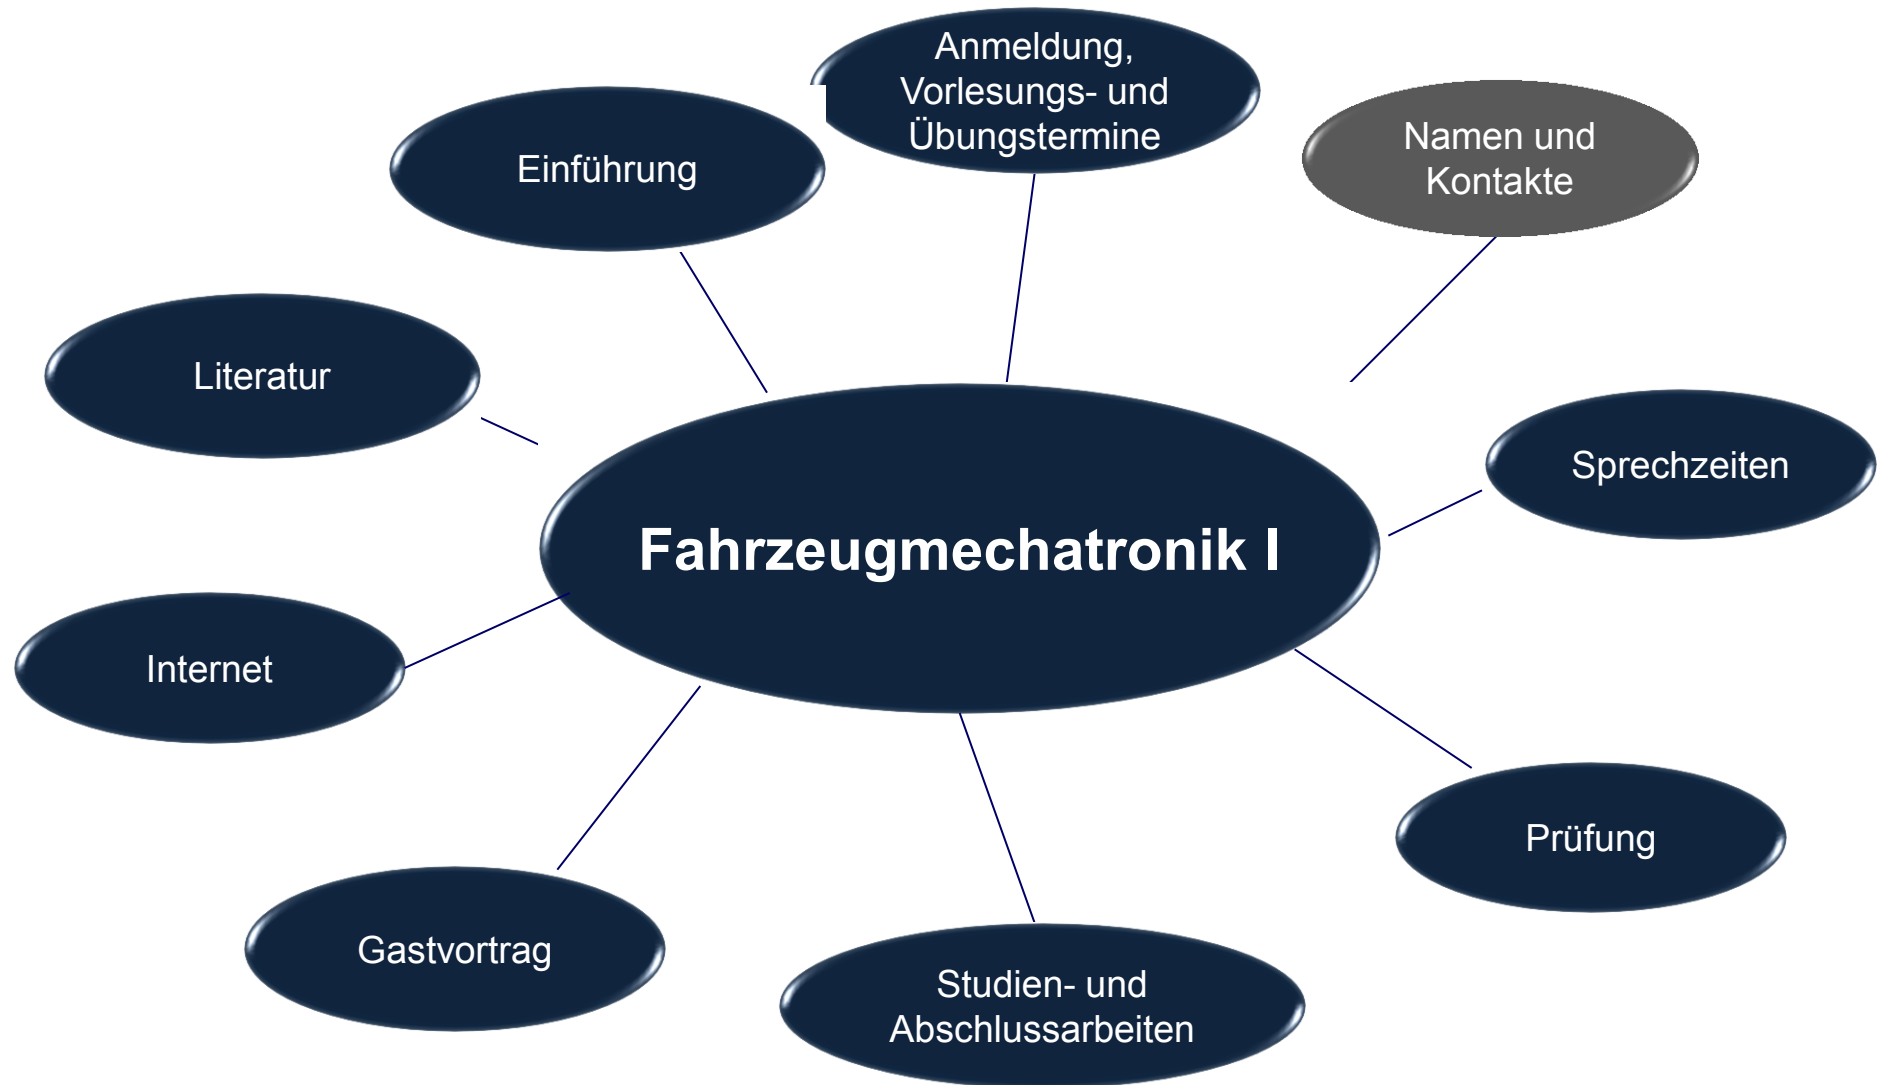 Anmeldung,
Vorlesungs- und
Übungstermine
Einführung
Namen und
Kontakte
Literatur
Sprechzeiten
Fahrzeugmechatronik I
Internet
Prüfung
Gastvortrag
Studien- und
Abschlussarbeiten